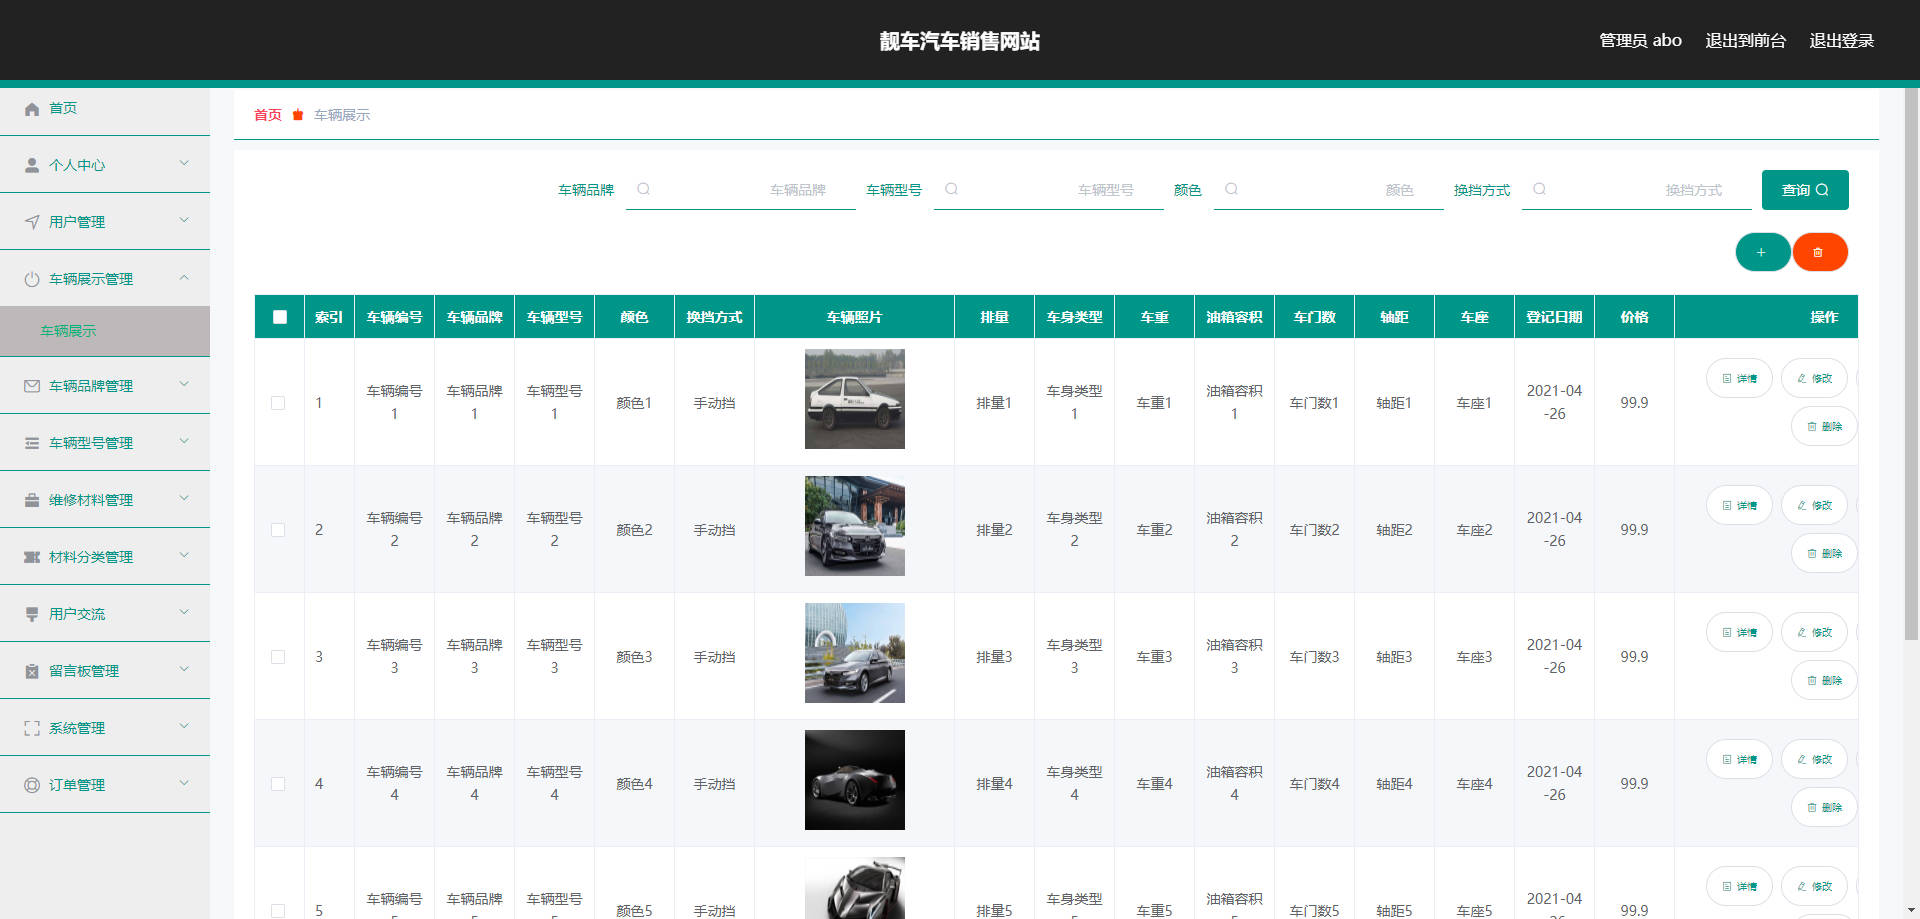 靓车汽车销售网站
管理员 abo 退出到前台 退出登录
首页
个人中心
用户管理
车辆展示管理
车辆展示
车辆品牌管理
车辆型号管理
维修材料管理
材料分类管理
用户交流
留言板管理
系统管理
订单管理
首页 车辆展示
车辆品牌 车辆品牌 车辆型号 车辆型号 颜色 颜色 换挡方式 换挡方式 查询
索引 车辆编号 车辆品牌 车辆型号 颜色 换挡方式 车辆照片 排量 车身类型 车重 油箱容积 车门数 轴距 车座 登记日期 价格 操作
车辆编号 车辆品牌 车辆型号 车身类型 油箱容积 2021-04 详情 修改
1 颜色1 手动挡 排量1 车重1 车门数1 轴距1 车座1 99.9
1 1 1 1 1 -26 删除
车辆编号 车辆品牌 车辆型号 车身类型 油箱容积 2021-04 详情 修改
2 颜色2 手动挡 排量2 车重2 车门数2 轴距2 车座2 99.9
2 2 2 2 2 -26 删除
车辆编号 车辆品牌 车辆型号 车身类型 油箱容积 2021-04 详情 修改
3 颜色3 手动挡 排量3 车重3 车门数3 轴距3 车座3 99.9
3 3 3 3 3 -26 删除
车辆编号 车辆品牌 车辆型号 车身类型 油箱容积 2021-04 详情 修改
4 颜色4 手动挡 排量4 车重4 车门数4 轴距4 车座4 99.9
4 4 4 4 4 -26 删除
车辆编号 车辆品牌 车辆型号 车身类型 油箱容积 2021-04 详情 修改
5 颜色5 手动挡 排量5 车重5 车门数5 轴距5 车座5 99.9